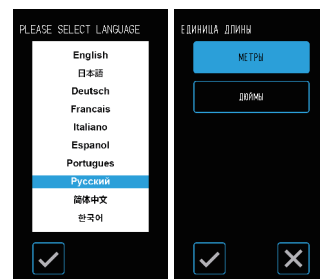 PLEASE SELECT LANGUAGE
English
日本語
Deutsch
Francais
Italiano
Espanol
Portugues
Русский
简体中文
한국어
ЕДИНИЦА ДЛИНЫ
МЕТРЫ
ДЮЙМЫ